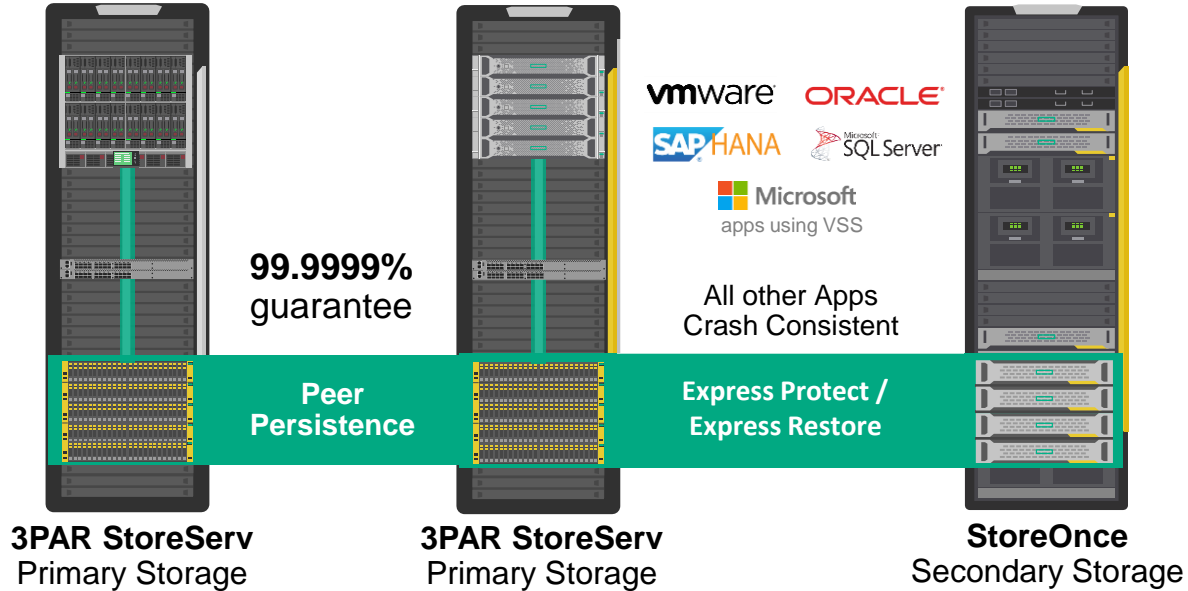 99.9999%
guarantee
Peer
Persistence
vmware
ORACLE
SAP HANA
Microsoft
SQL Server
Microsoft
apps using VSS
All other Apps
Crash Consistent
Express Protect /
Express Restore
3PAR StoreServ
Primary Storage
3PAR StoreServ
Primary Storage
StoreOnce
Secondary Storage